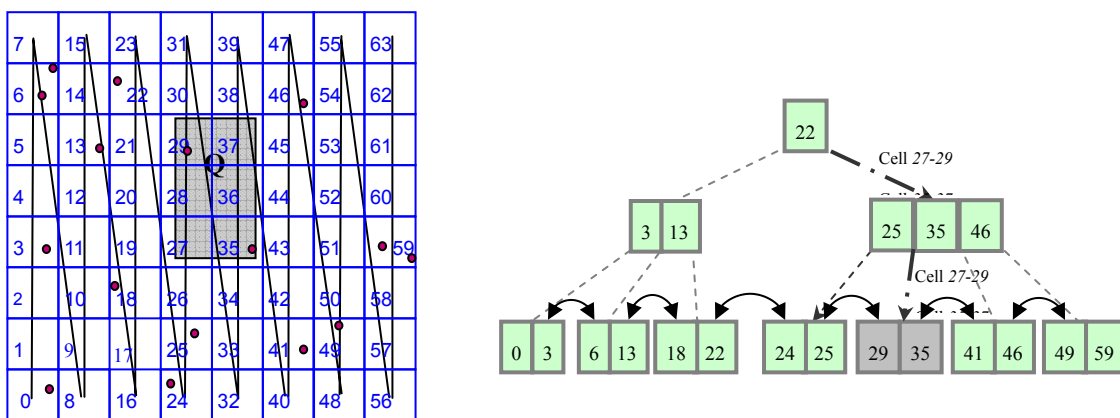 7 15 23 31 39 47 55 63
6 14 22 30 38 46 54 62
5 13 21 29 37 45 53 61
Q
4 12 20 28 36 44 52 60
3 11 19 27 35 43 51 59
2 10 18 26 34 42 50 58
1 9 17 25 33 41 49 57
0 8 16 24 32 40 48 56
22
Cell 27-29
3 13
25 35 46
Cell 27-29
0 3 6 13 18 22 24 25 29 35 41 46 49 59